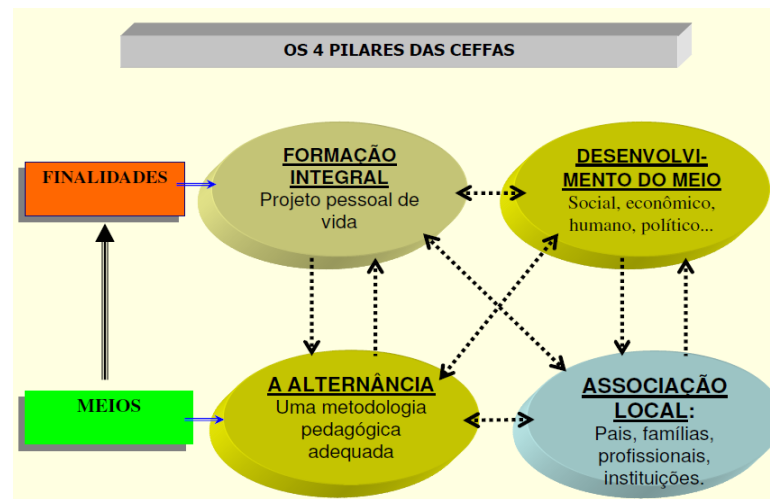 OS 4 PILARES DAS CEFFAS
FINALIDADES
FORMAÇÃO
INTEGRAL
Projeto pessoal de
vida
DESENVOLVI-
MENTO DO MEIO
Social, econômico,
humano, político...
MEIOS
A ALTERNÂNCIA
Uma metodologia
pedagógica
adequada
ASSOCIAÇÃO
LOCAL:
Pais, famílias,
profissionais,
instituições.